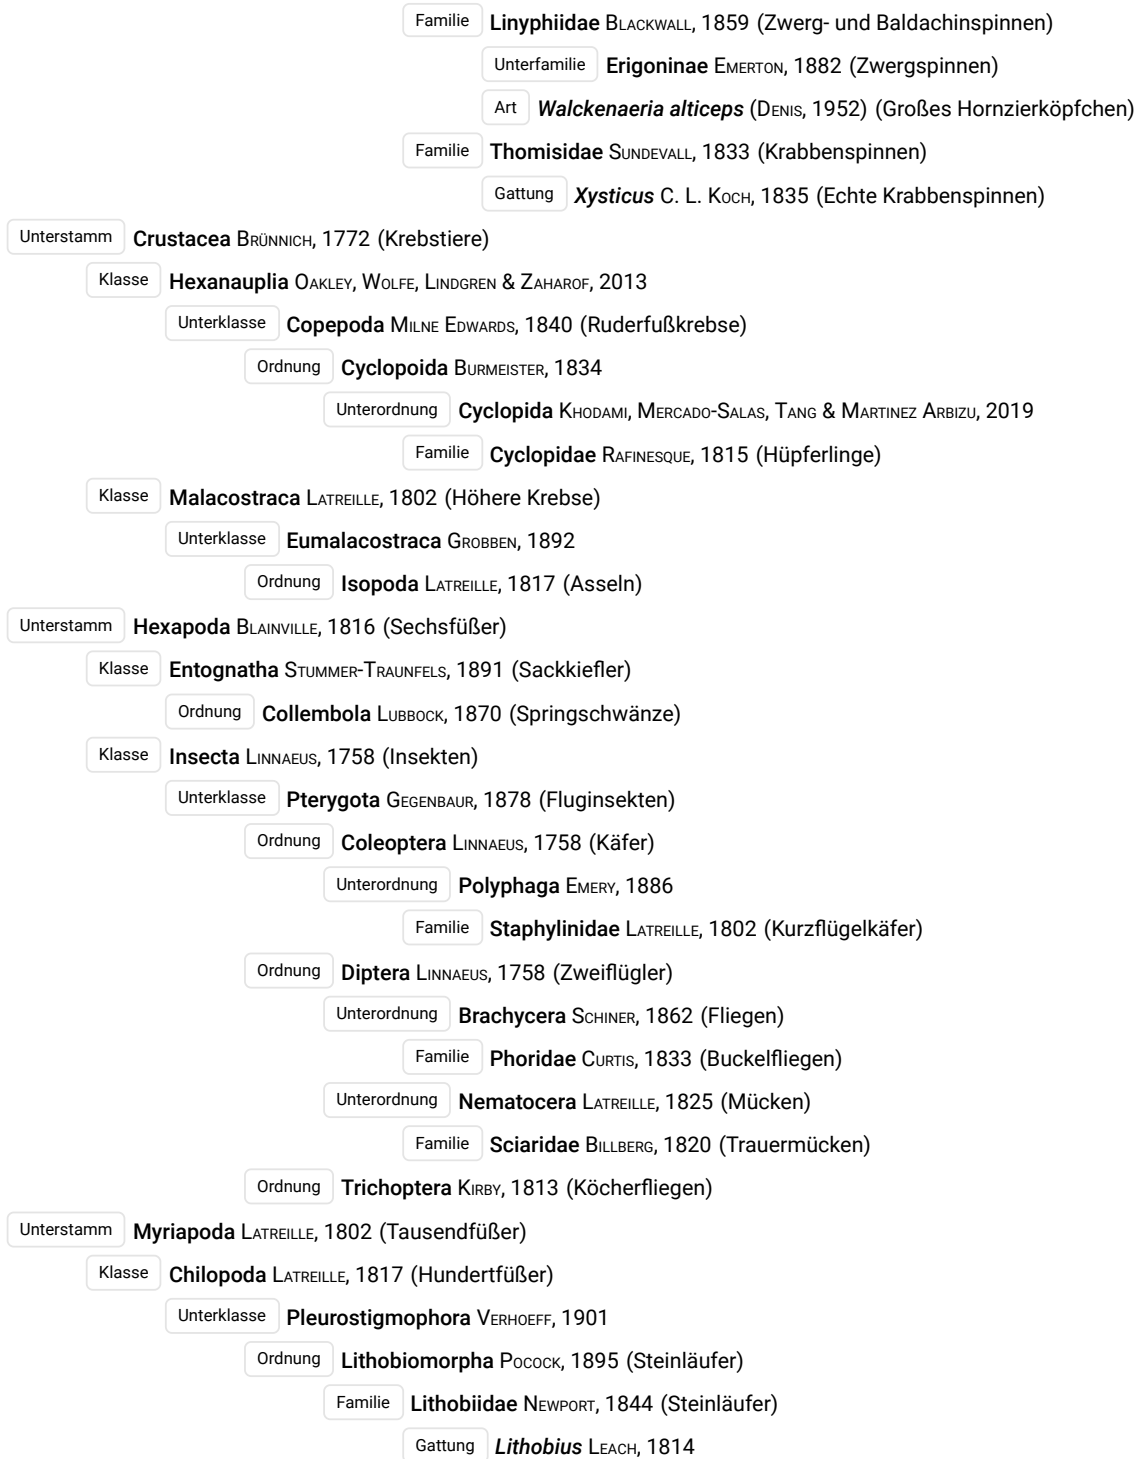 Familie Linyphiidae Blackwall, 1859 (Zwerg- und Baldachinspinnen)
Unterfamilie Erigoninae Emerton, 1882 (Zwergspinnen)
Art Walckenaeria alticeps (Denis, 1952) (Großes Hornzierköpfchen)
Familie Thomisidae Sundevall, 1833 (Krabbenspinnen)
Gattung Xysticus C. L. Koch, 1835 (Echte Krabbenspinnen)
Unterstamm Crustacea Brünnich, 1772 (Krebstiere)
Klasse Hexanauplia Oakley, Wolfe, Lindgren & Zaharof, 2013
Unterklasse Copepoda Milne Edwards, 1840 (Ruderfußkrebse)
Ordnung Cyclopoida Burmeister, 1834
Unterordnung Cyclopida Khodami, Mercado-Salas, Tang & Martinez Arbizu, 2019
Familie Cyclopidae Rafinesque, 1815 (Hüpferlinge)
Klasse Malacostraca Latreille, 1802 (Höhere Krebse)
Unterklasse Eumalacostraca Grobben, 1892
Ordnung Isopoda Latreille, 1817 (Asseln)
Unterstamm Hexapoda Blainville, 1816 (Sechsfüßer)
Klasse Entognatha Stummer-Traunfels, 1891 (Sackkiefler)
Ordnung Collembola Lubbock, 1870 (Springschwänze)
Klasse Insecta Linnaeus, 1758 (Insekten)
Unterklasse Pterygota Gegenbaur, 1878 (Fluginsekten)
Ordnung Coleoptera Linnaeus, 1758 (Käfer)
Unterordnung Polyphaga Emery, 1886
Familie Staphylinidae Latreille, 1802 (Kurzflügelkäfer)
Ordnung Diptera Linnaeus, 1758 (Zweiflügler)
Unterordnung Brachycera Schiner, 1862 (Fliegen)
Familie Phoridae Curtis, 1833 (Buckelfliegen)
Unterordnung Nematocera Latreille, 1825 (Mücken)
Familie Sciaridae Billberg, 1820 (Trauermücken)
Ordnung Trichoptera Kirby, 1813 (Köcherfliegen)
Unterstamm Myriapoda Latreille, 1802 (Tausendfüßer)
Klasse Chilopoda Latreille, 1817 (Hundertfüßer)
Unterklasse Pleurostigmophora Verhoeff, 1901
Ordnung Lithobiomorpha Pocock, 1895 (Steinläufer)
Familie Lithobiidae Newport, 1844 (Steinläufer)
Gattung Lithobius Leach, 1814